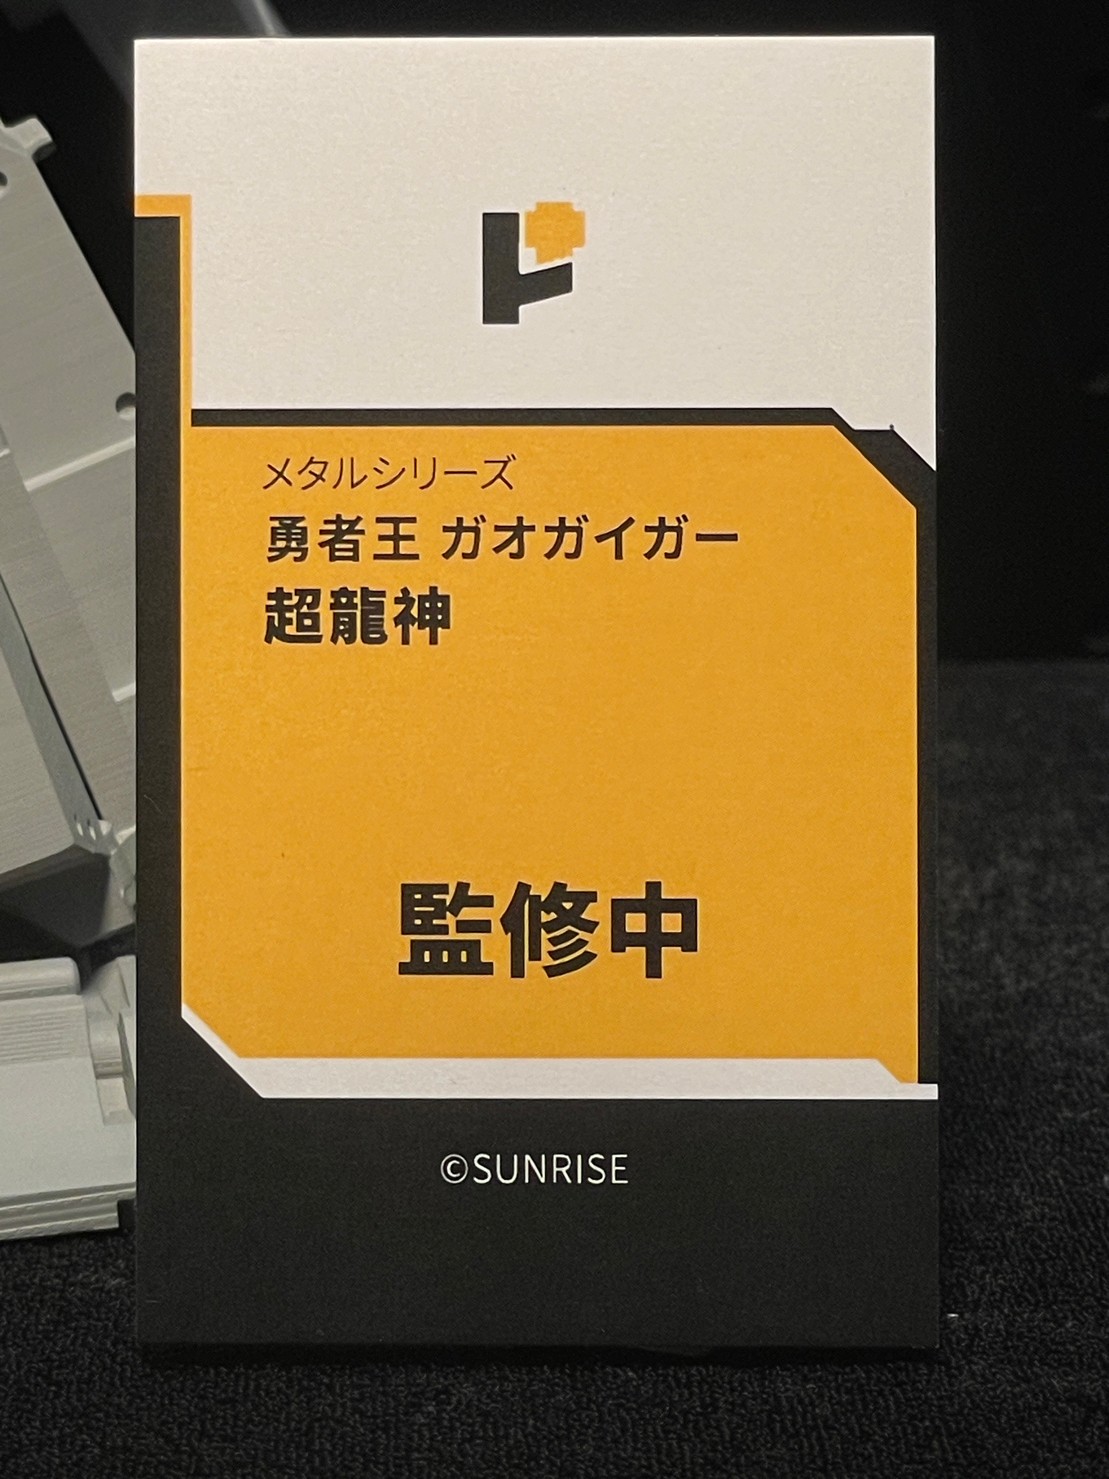 メタルシリーズ
勇者王 ガオガイガー
超龍神
監修中
©SUNRISE